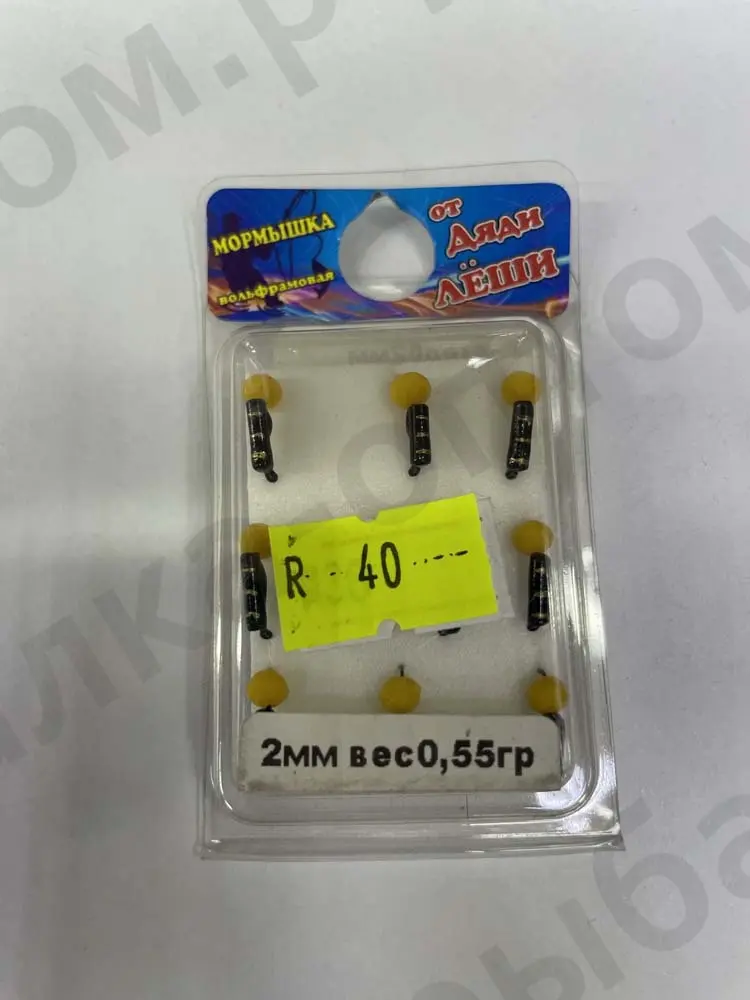 МОРМЫШКА
вольфрамовая
от
Дяди
ЛЁШИ
R--40-----
2мм вес0,55гр